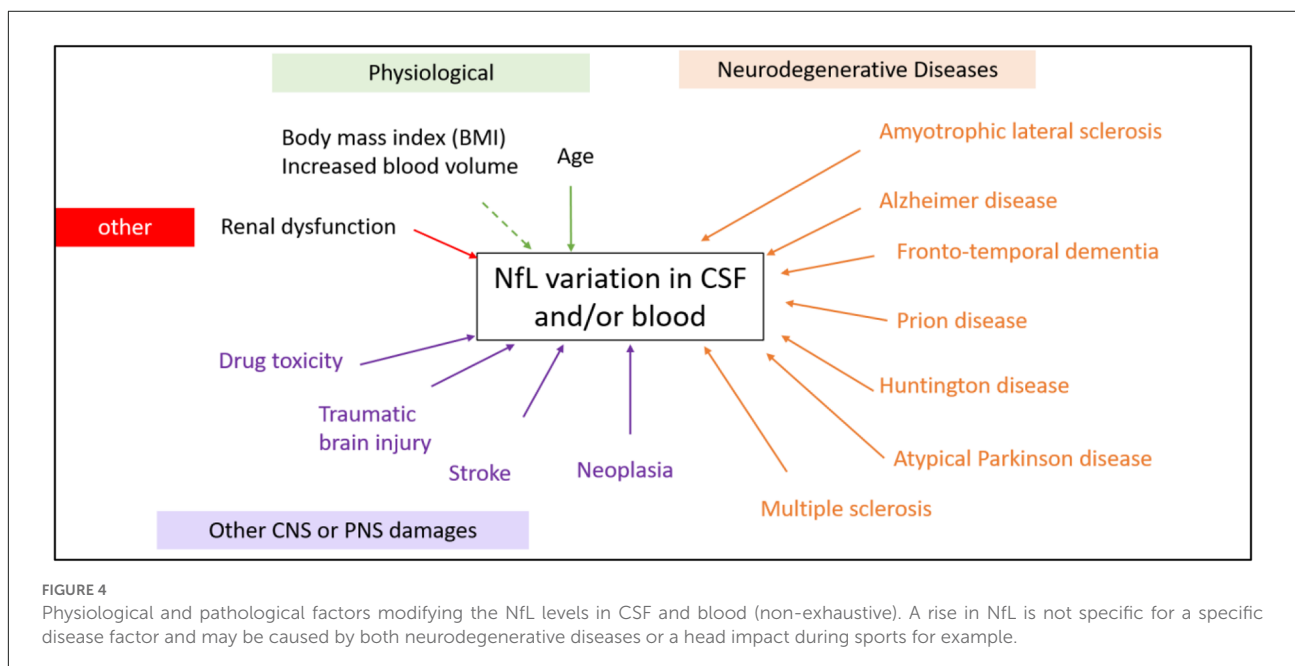 Physiological
Neurodegenerative Diseases
Body mass index (BMI)
Increased blood volume
Age
Amyotrophic lateral sclerosis
Alzheimer disease
other
Renal dysfunction
Fronto-temporal dementia
NfL variation in CSF
and/or blood
Prion disease
Drug toxicity
Huntington disease
Traumatic
brain injury
Stroke
Neoplasia
Atypical Parkinson disease
Multiple sclerosis
Other CNS or PNS damages
FIGURE 4
Physiological and pathological factors modifying the NfL levels in CSF and blood (non-exhaustive). A rise in NfL is not specific for a specific
disease factor and may be caused by both neurodegenerative diseases or a head impact during sports for example.